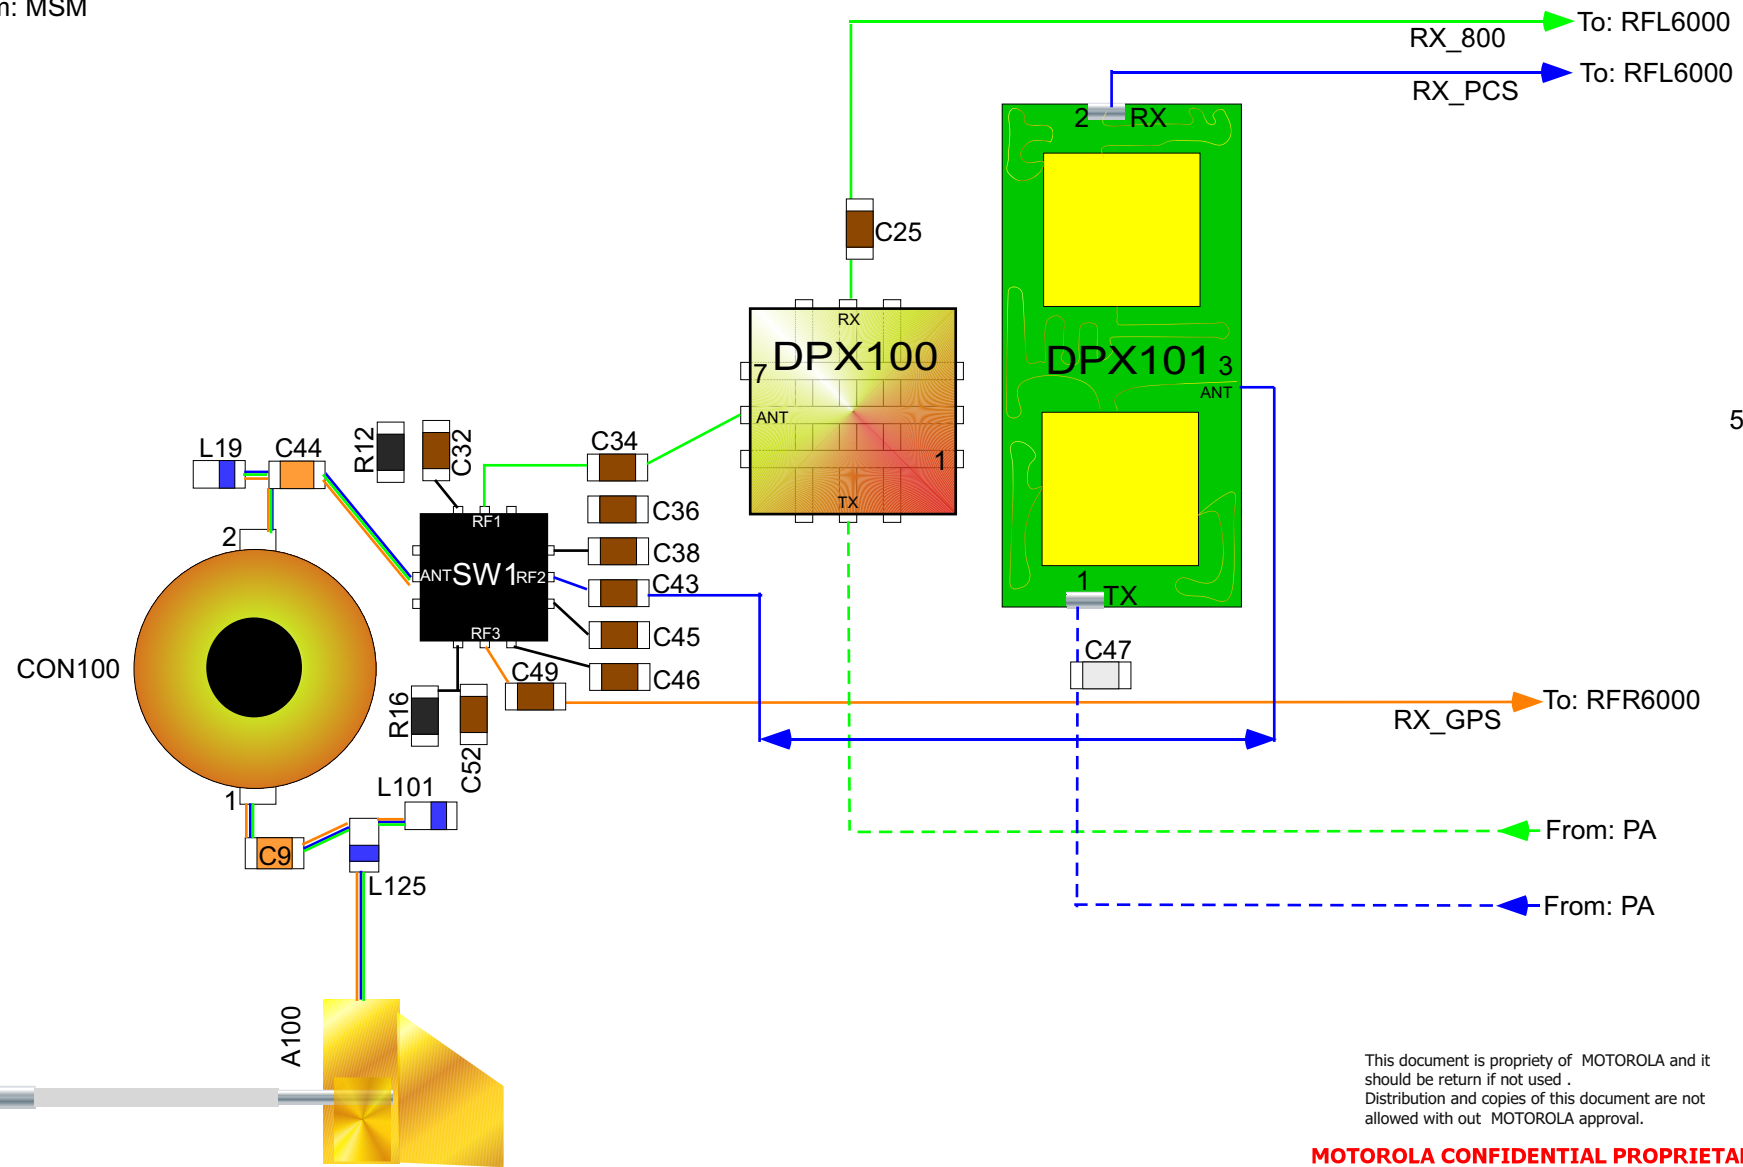 m: MSM
To: RFL6000
RX_800
To: RFL6000
RX_PCS
2 RX
C25
RX
DPX100
7
ANT
1
TX
DPX101 3
ANT
5
L19
C44
R12
C32
C34
C36
C38
C43
C45
C46
RF1
ANT SW1 RF2
RF3
2
1 TX
C47
CON100
C49
R16
C52
To: RFR6000
RX_GPS
1
L101
C9
L125
From: PA
From: PA
A100
This document is propriety of MOTOROLA and it
should be return if not used .
Distribution and copies of this document are not
allowed with out MOTOROLA approval.
MOTOROLA CONFIDENTIAL PROPRIETA